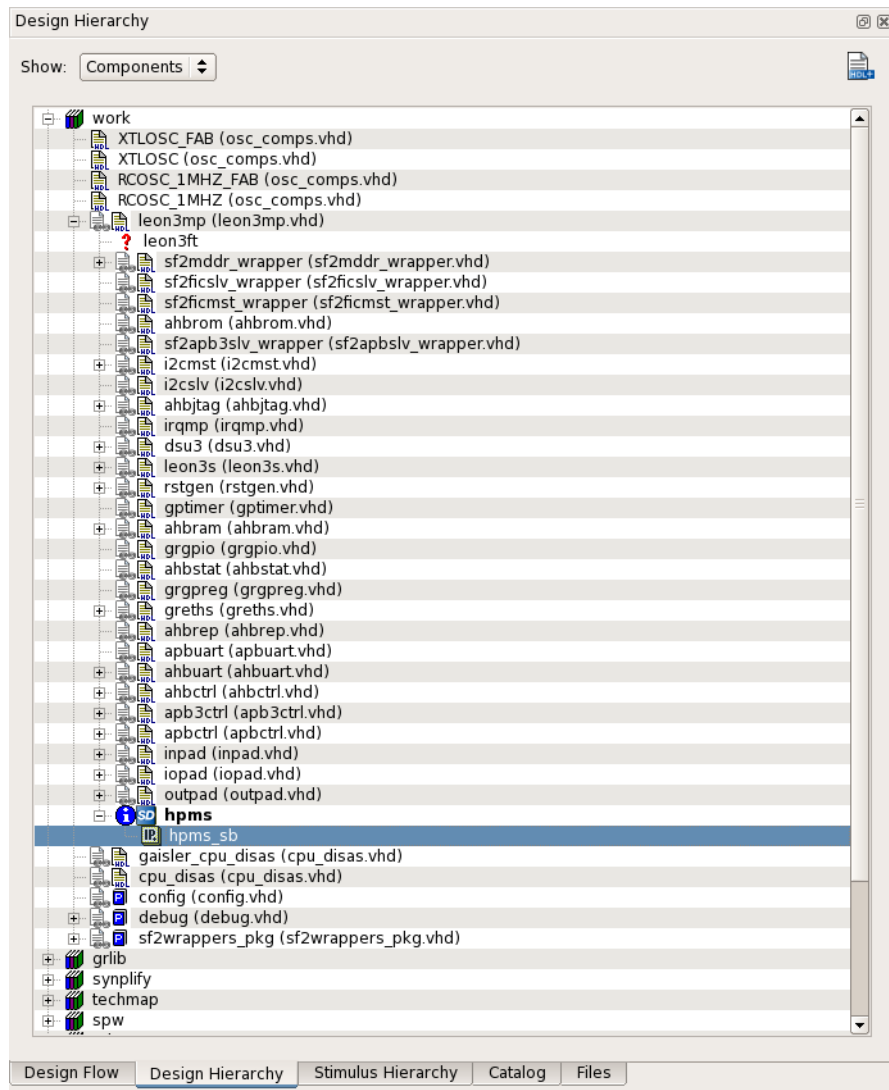 Design Hierarchy
Show: Components
HDL+
work
XTLOSC_FAB (osc_comps.vhd)
XTLOSC (osc_comps.vhd)
RCOSC_1MHZ_FAB (osc_comps.vhd)
RCOSC_1MHZ (osc_comps.vhd)
leon3mp (leon3mp.vhd)
? leon3ft
sf2mddr_wrapper (sf2mddr_wrapper.vhd)
sf2ficslv_wrapper (sf2ficslv_wrapper.vhd)
sf2ficmst_wrapper (sf2ficmst_wrapper.vhd)
ahbrom (ahbrom.vhd)
sf2apb3slv_wrapper (sf2apbslv_wrapper.vhd)
i2cmst (i2cmst.vhd)
i2cslv (i2cslv.vhd)
ahbjtag (ahbjtag.vhd)
irqmp (irqmp.vhd)
dsu3 (dsu3.vhd)
leon3s (leon3s.vhd)
rstgen (rstgen.vhd)
gptimer (gptimer.vhd)
ahbram (ahbram.vhd)
grgpio (grgpio.vhd)
ahbstat (ahbstat.vhd)
grgpreg (grgpreg.vhd)
greths (greths.vhd)
ahbrep (ahbrep.vhd)
apbuart (apbuart.vhd)
ahbuart (ahbuart.vhd)
ahbctrl (ahbctrl.vhd)
apb3ctrl (apb3ctrl.vhd)
apbctrl (apbctrl.vhd)
inpad (inpad.vhd)
iopad (iopad.vhd)
outpad (outpad.vhd)
i SD hpms
IP hpms_sb
gaisler_cpu_disas (cpu_disas.vhd)
cpu_disas (cpu_disas.vhd)
P config (config.vhd)
P debug (debug.vhd)
P sf2wrappers_pkg (sf2wrappers_pkg.vhd)
grlib
synplify
techmap
spw
Design Flow Design Hierarchy Stimulus Hierarchy Catalog Files